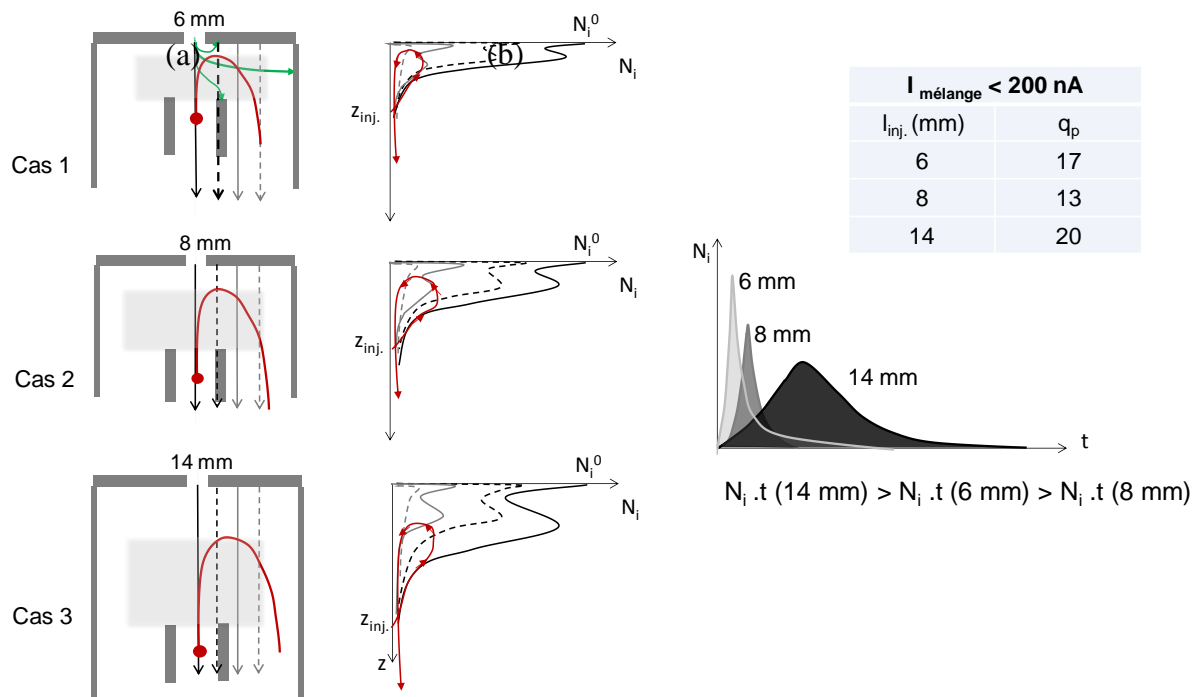 6 mm
(a)
Cas 1
(b)
N_i^0
N_i
z_inj.
8 mm
Cas 2
N_i^0
N_i
z_inj.
14 mm
Cas 3
N_i^0
N_i
z_inj.
z
I mélange < 200 nA
l_inj. (mm) q_p
6 17
8 13
14 20
N_i
6 mm
8 mm
14 mm
t
N_i .t (14 mm) > N_i .t (6 mm) > N_i .t (8 mm)